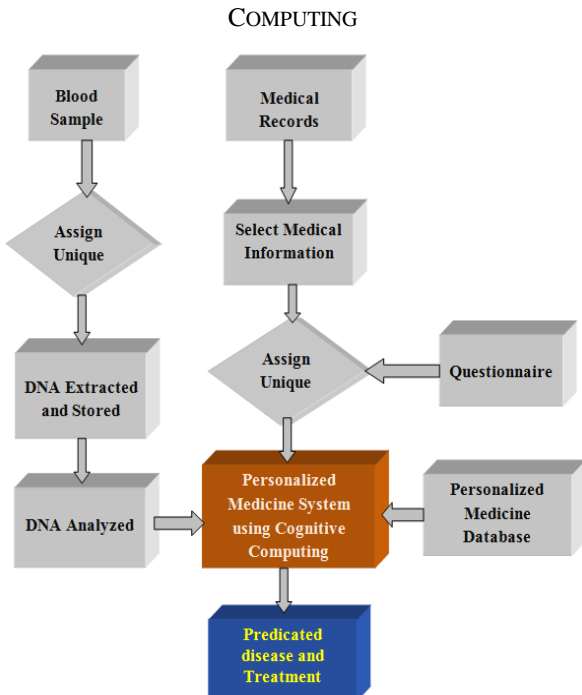 COMPUTING
Blood
Sample
Medical
Records
Assign
Unique
Select Medical
Information
DNA Extracted
and Stored
Assign
Unique
Questionnaire
DNA Analyzed
Personalized
Medicine System
using Cognitive
Computing
Personalized
Medicine
Database
Predicated
disease and
Treatment